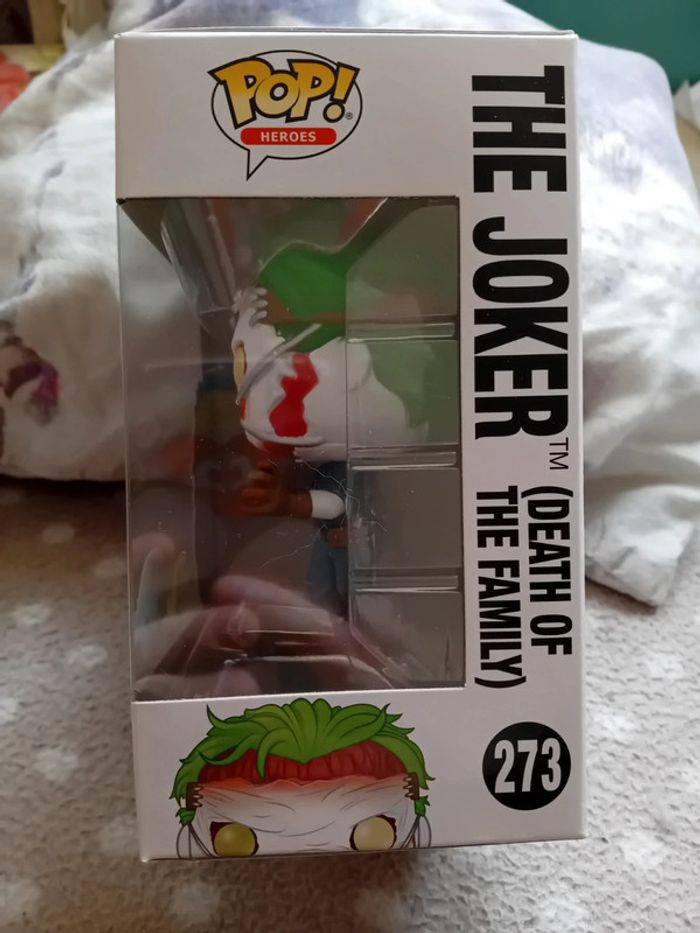 POP!®
HEROES
THE JOKER™
(DEATH OF
THE FAMILY)
273